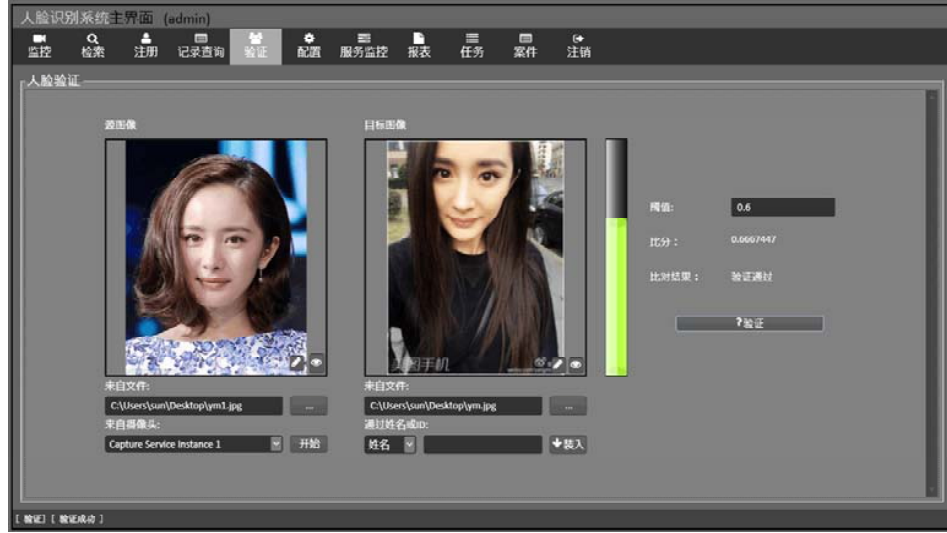 人脸识别系统主界面 (admin)
监控 检索 注册 记录查询 验证 配置 服务监控 报表 任务 案件 注销
人脸验证
源图像 目标图像
阈值: 0.6
比分: 0.6667447
比对结果: 验证通过
?验证
美图手机
来自文件: 来自文件:
C:\Users\sun\Desktop\ym1.jpg ... C:\Users\sun\Desktop\ym.jpg ...
来自摄像头: 通过姓名或ID:
Capture Service Instance 1 开始 姓名 装入
[ 验证] [ 验证成功 ]